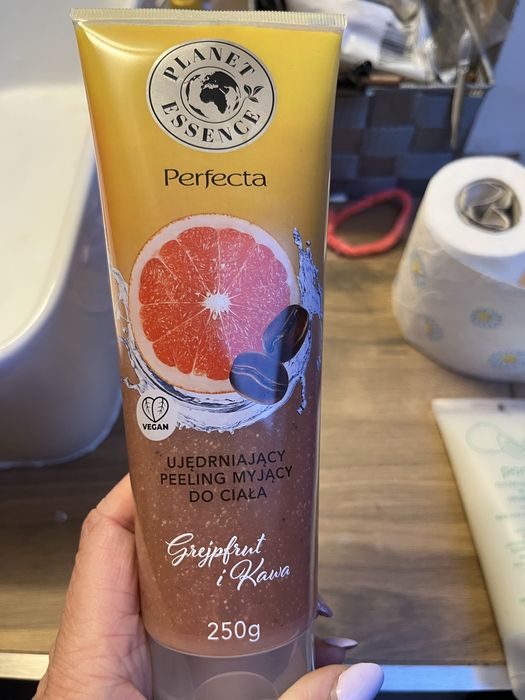 PLANET
ESSENCE
Perfecta
VEGAN
UJĘDRNIAJĄCY
PEELING MYJĄCY
DO CIAŁA
Grejpfrut
i Kawa
250g